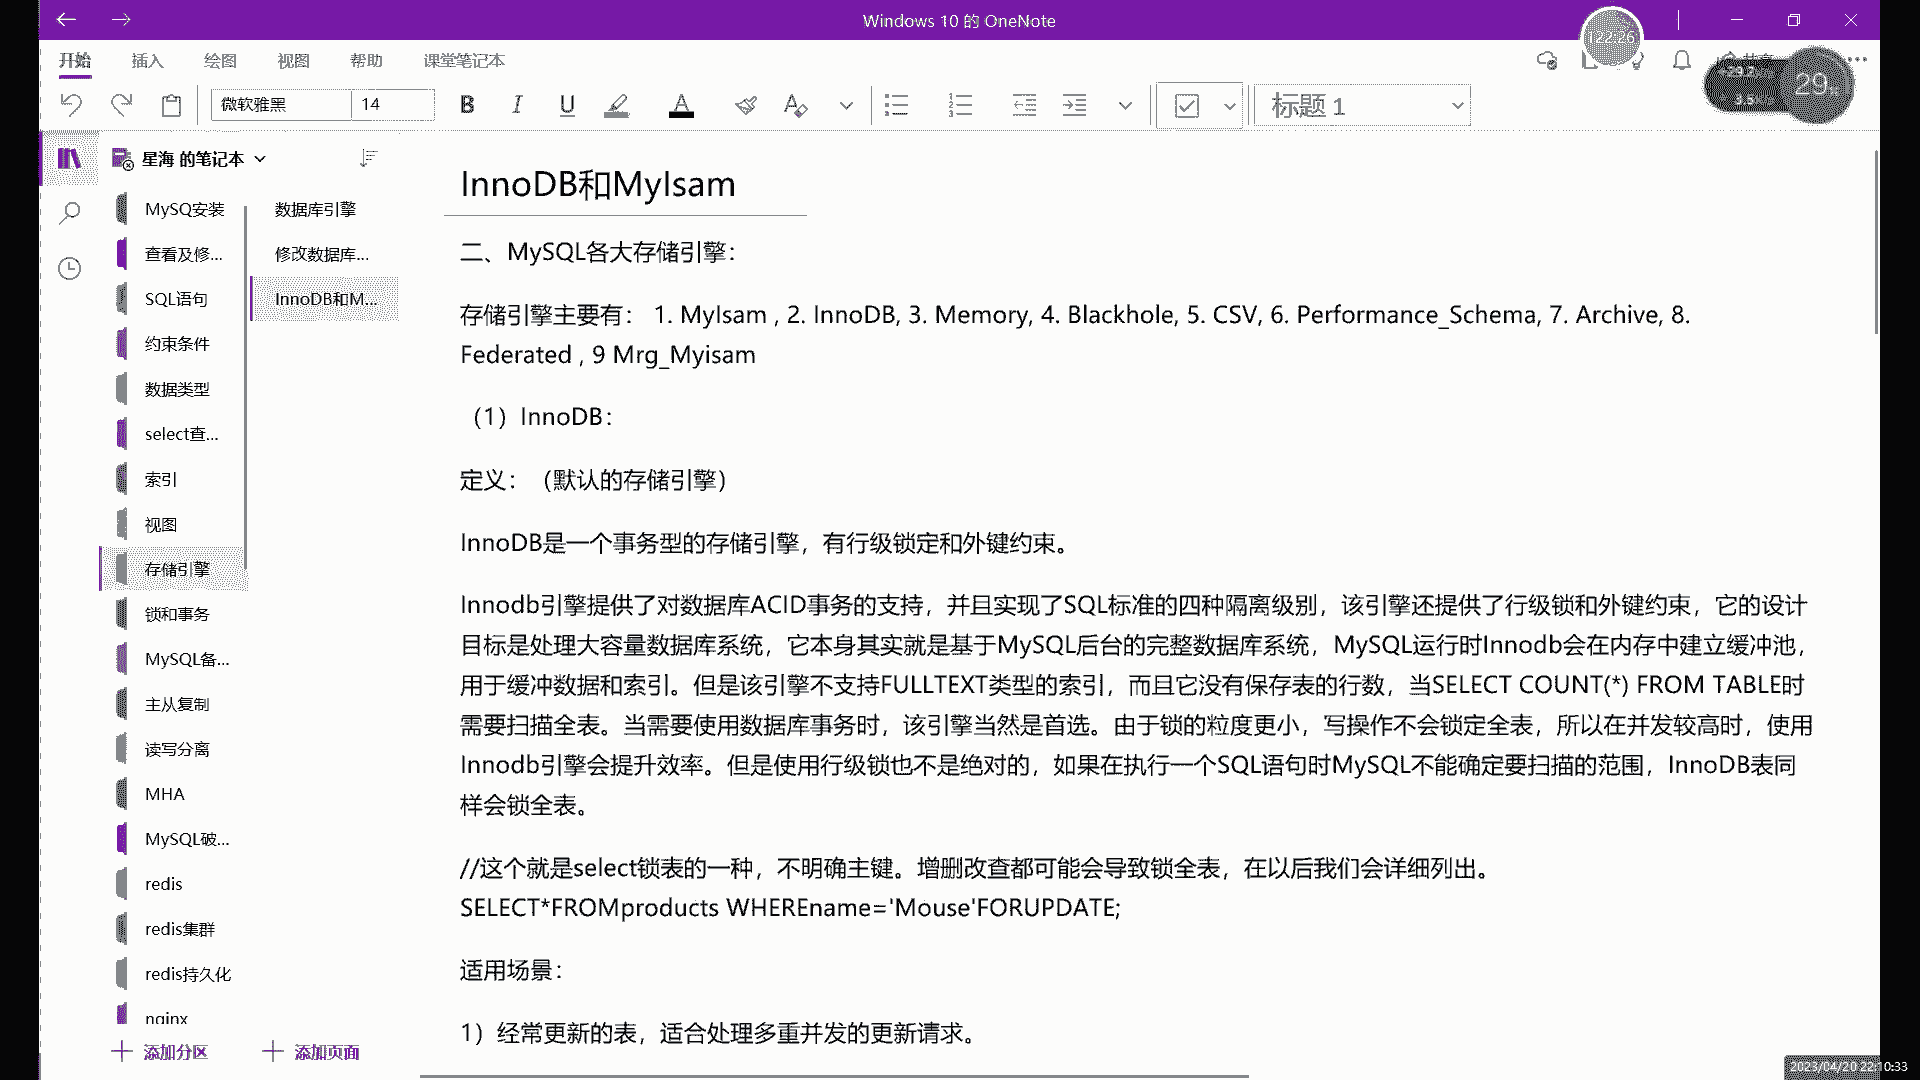 Windows 10 的 OneNote
开始 插入 绘图 视图 帮助 课堂笔记本
微软雅黑 14 B I U A 标题 1
29
星海 的笔记本
MySQ安装
查看及修...
SQL语句
约束条件
数据类型
select查...
索引
视图
存储引擎
锁和事务
MySQL备...
主从复制
读写分离
MHA
MySQL破...
redis
redis集群
redis持久化
nginx
添加分区
数据库引擎
修改数据库...
InnoDB和M...
添加页面
InnoDB和MyIsam
二、MySQL各大存储引擎：
存储引擎主要有： 1. MyIsam , 2. InnoDB, 3. Memory, 4. Blackhole, 5. CSV, 6. Performance_Schema, 7. Archive, 8.
Federated , 9 Mrg_Myisam
（1）InnoDB：
定义：（默认的存储引擎）
InnoDB是一个事务型的存储引擎，有行级锁定和外键约束。
Innodb引擎提供了对数据库ACID事务的支持，并且实现了SQL标准的四种隔离级别，该引擎还提供了行级锁和外键约束，它的设计
目标是处理大容量数据库系统，它本身其实就是基于MySQL后台的完整数据库系统，MySQL运行时Innodb会在内存中建立缓冲池，
用于缓冲数据和索引。但是该引擎不支持FULLTEXT类型的索引，而且它没有保存表的行数，当SELECT COUNT(*) FROM TABLE时
需要扫描全表。当需要使用数据库事务时，该引擎当然是首选。由于锁的粒度更小，写操作不会锁定全表，所以在并发较高时，使用
Innodb引擎会提升效率。但是使用行级锁也不是绝对的，如果在执行一个SQL语句时MySQL不能确定要扫描的范围，InnoDB表同
样会锁全表。
//这个就是select锁表的一种，不明确主键。增删改查都可能会导致锁全表，在以后我们会详细列出。
SELECT*FROMproducts WHEREname='Mouse'FORUPDATE;
适用场景：
1）经常更新的表，适合处理多重并发的更新请求。
2023/04/20 22:10:33